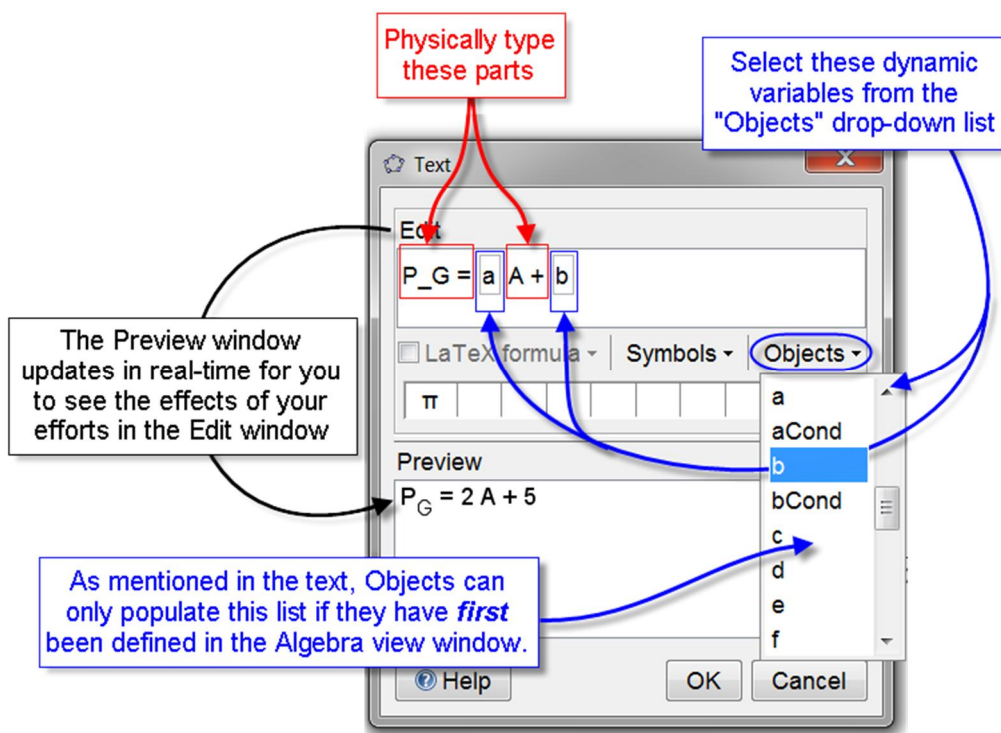 Physically type
these parts
Select these dynamic
variables from the
"Objects" drop-down list
Text
X
Edit
P_G = a A + b
The Preview window
updates in real-time for you
to see the effects of your
efforts in the Edit window
LaTeX formula
Symbols
Objects
π
a
aCond
b
bCond
c
d
e
f
Preview
P_G = 2 A + 5
As mentioned in the text, Objects can
only populate this list if they have first
been defined in the Algebra view window.
Help
OK
Cancel